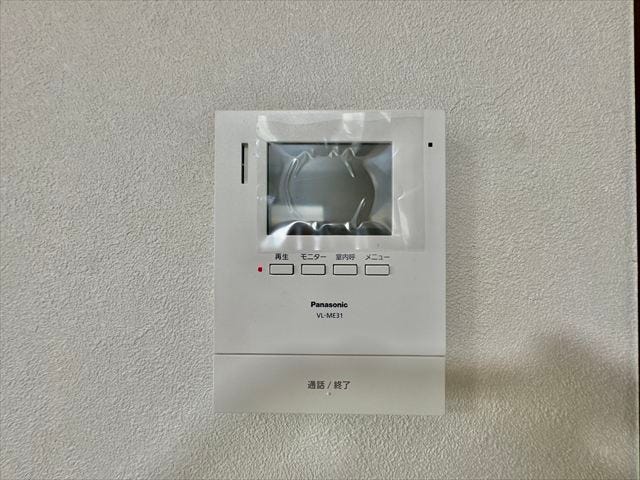 再生 モニター 室内呼 メニュー
Panasonic
VL-ME31
通話 / 終了